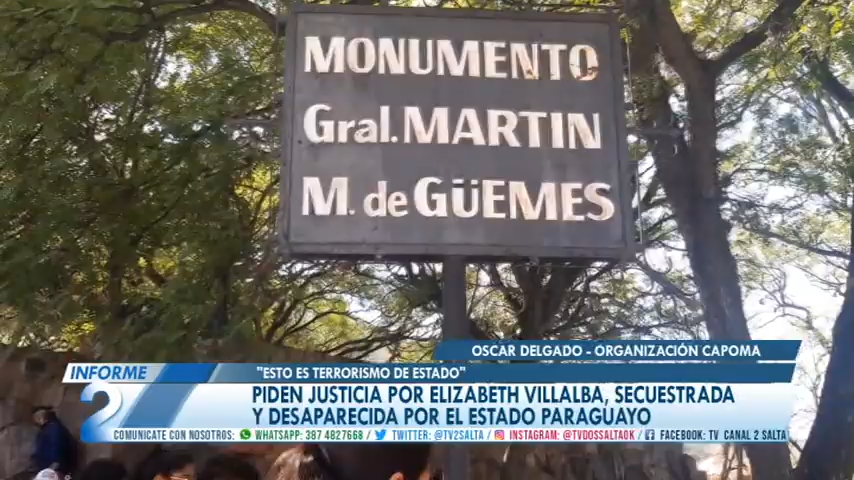 MONUMENTO
Gral. MARTIN
M. de GÜEMES
OSCAR DELGADO - ORGANIZACIÓN CAPOMA
INFORME
"ESTO ES TERRORISMO DE ESTADO"
2
PIDEN JUSTICIA POR ELIZABETH VILLALBA, SECUESTRADA
Y DESAPARECIDA POR EL ESTADO PARAGUAYO
COMUNICATE CON NOSOTROS: WHATSAPP: 387 4827668 / TWITTER: @TV2SALTA / INSTAGRAM: @TVDOSSALTAOK / FACEBOOK: TV CANAL 2 SALTA